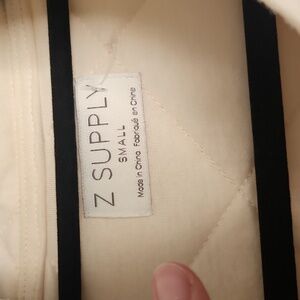 Z SUPPLY
SMALL
Made in China Fabriqué en Chine